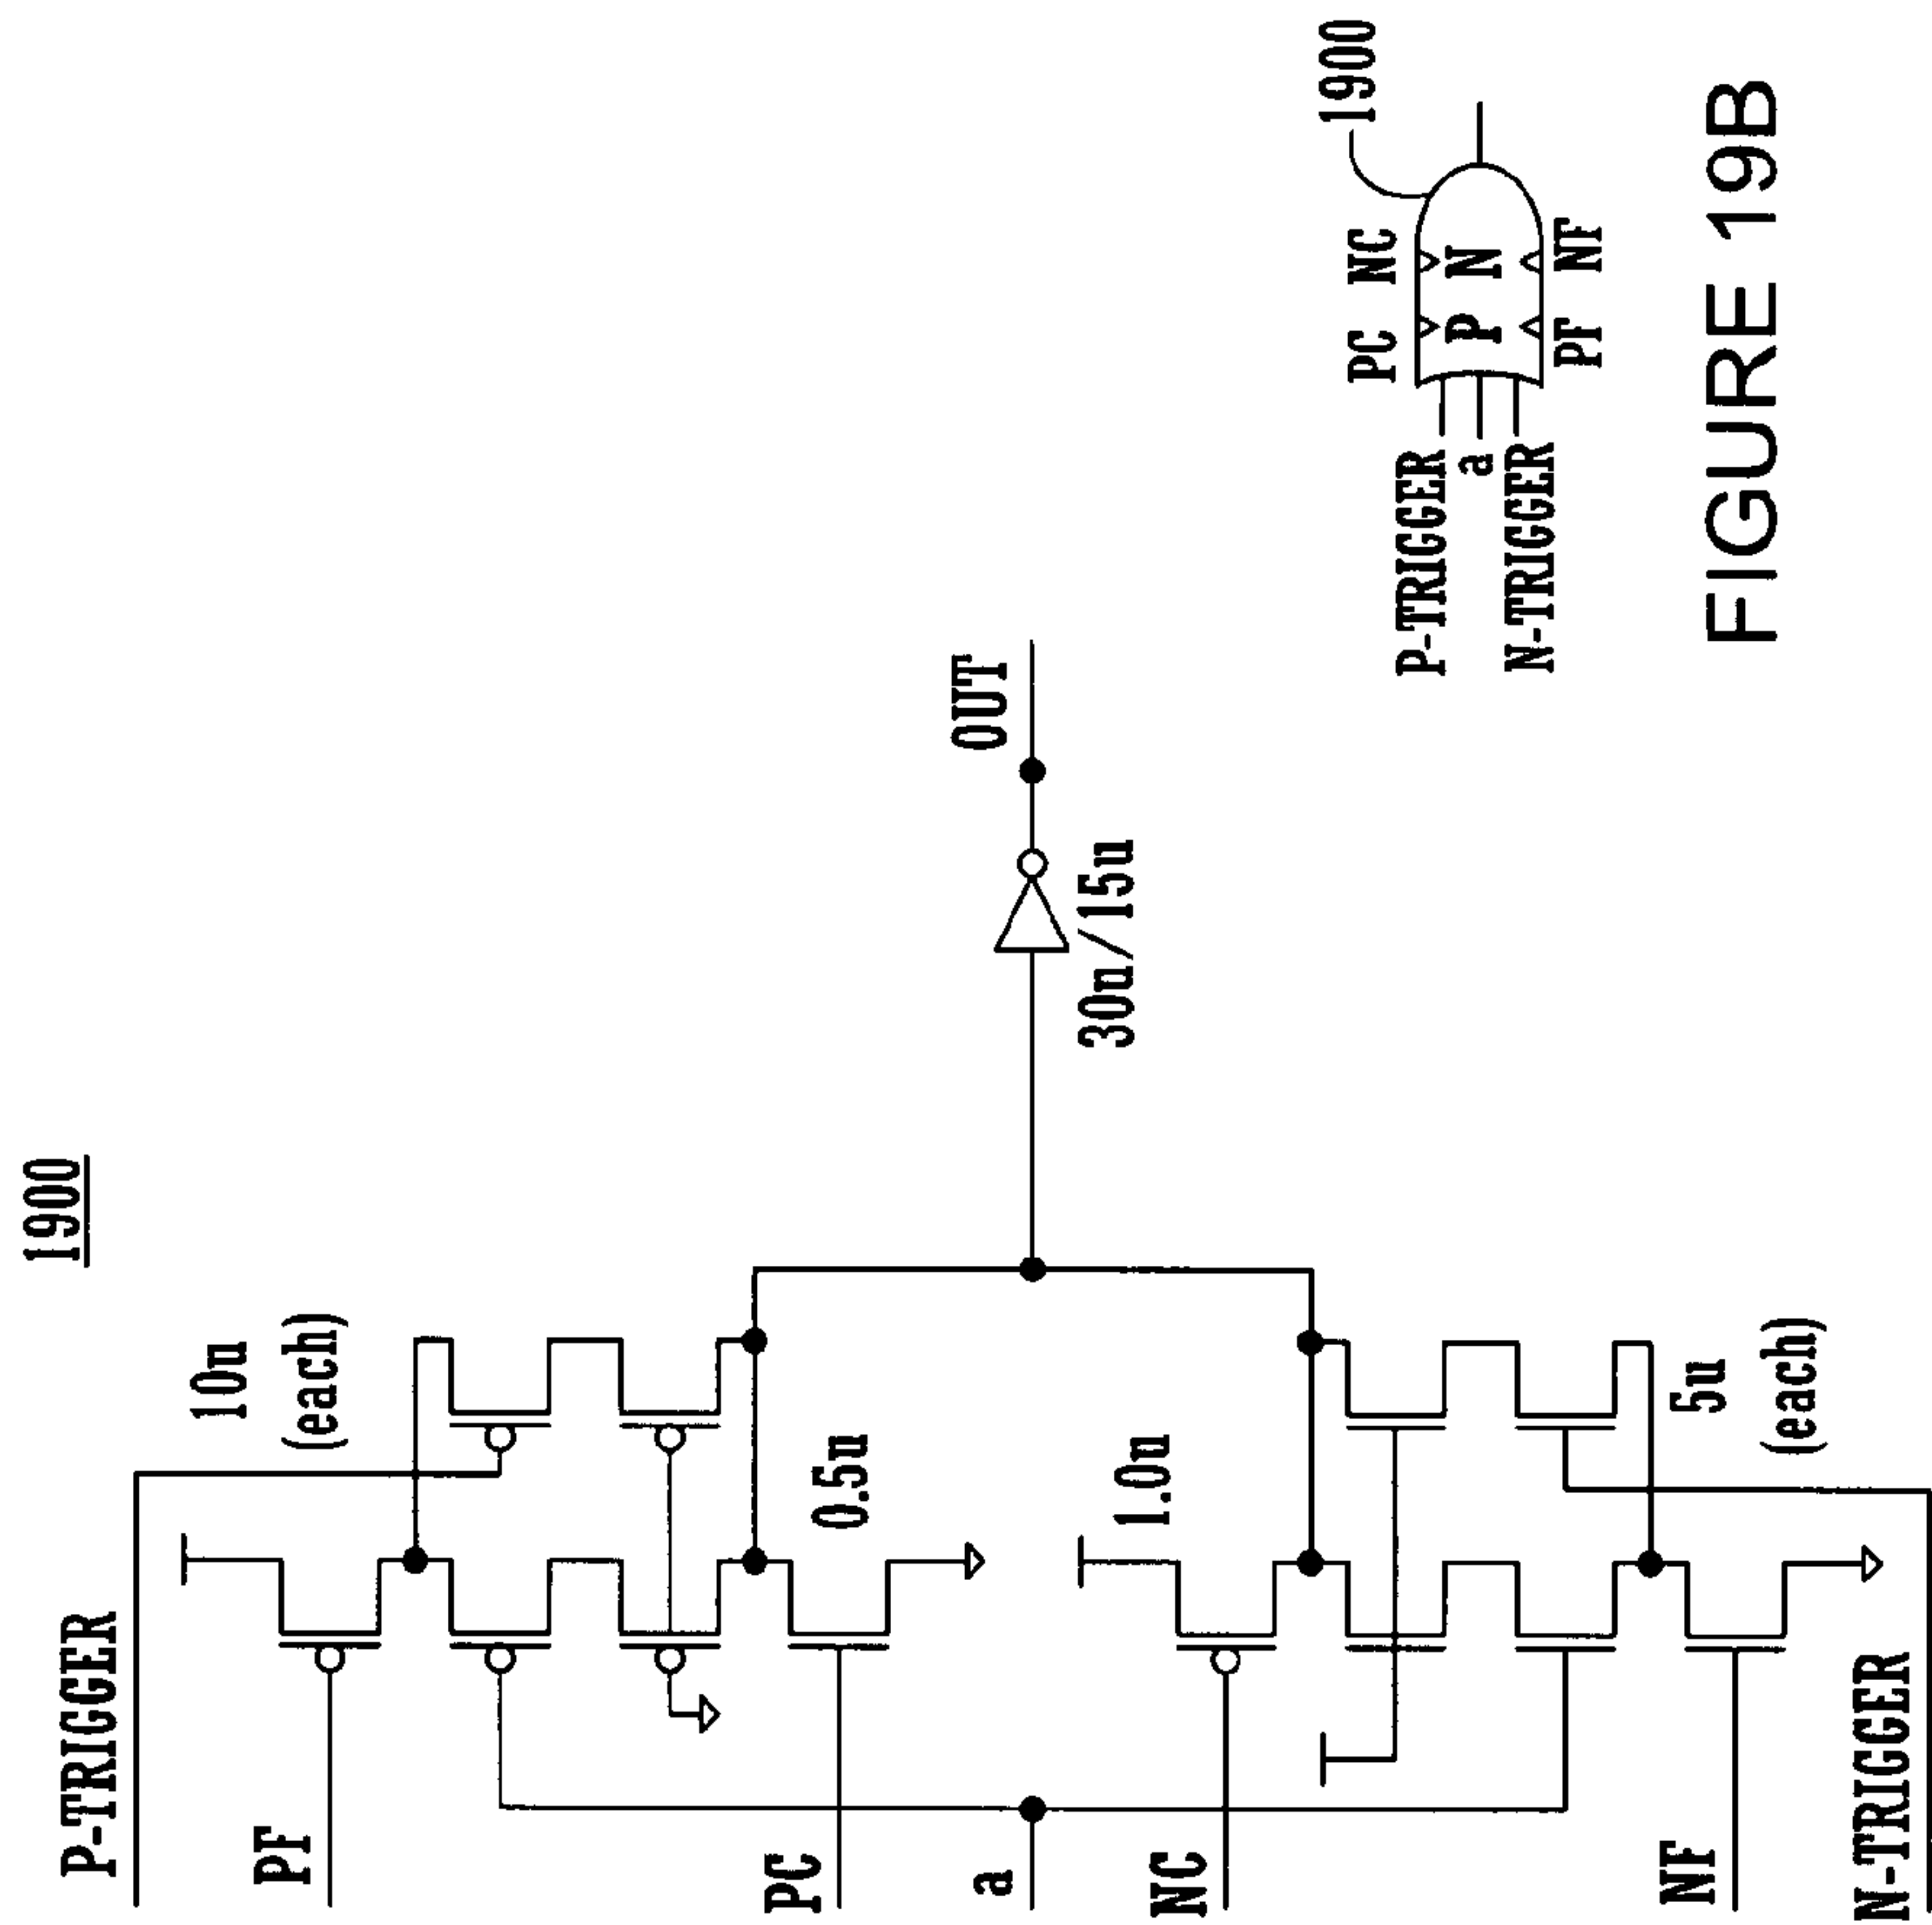 1900
P-TRIGGER
10u
(each)
PF
0.5u
PC
a
OUT
30u/15u
1.0u
NC
5u
(each)
NF
N-TRIGGER
1900
PC NC
P-TRIGGER
a
P N
N-TRIGGER
PF NF
FIGURE 19B